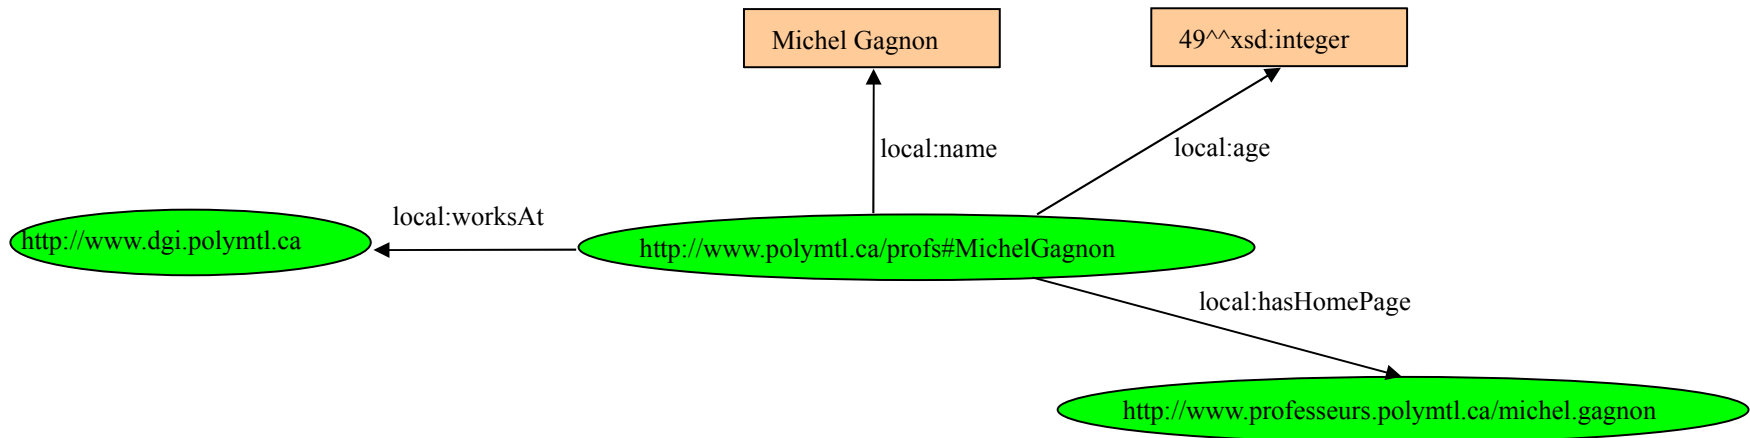 Michel Gagnon
49^^xsd:integer
local:name
local:age
local:worksAt
http://www.dgi.polymtl.ca
http://www.polymtl.ca/profs#MichelGagnon
local:hasHomePage
http://www.professeurs.polymtl.ca/michel.gagnon